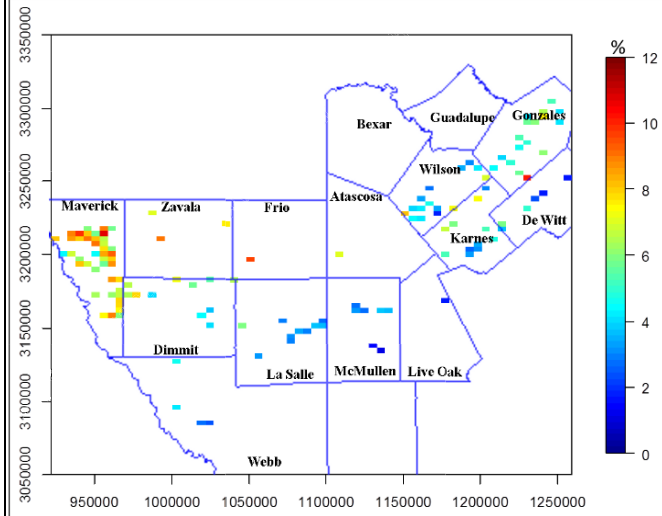 3350000
3300000
3250000
3200000
3150000
3100000
3050000
950000 1000000 1050000 1100000 1150000 1200000 1250000
Bexar
Guadalupe
Gonzales
Wilson
Maverick
Zavala
Frio
Atascosa
De Witt
Karnes
Dimmit
La Salle
McMullen
Live Oak
Webb
%
12
10
8
6
4
2
0